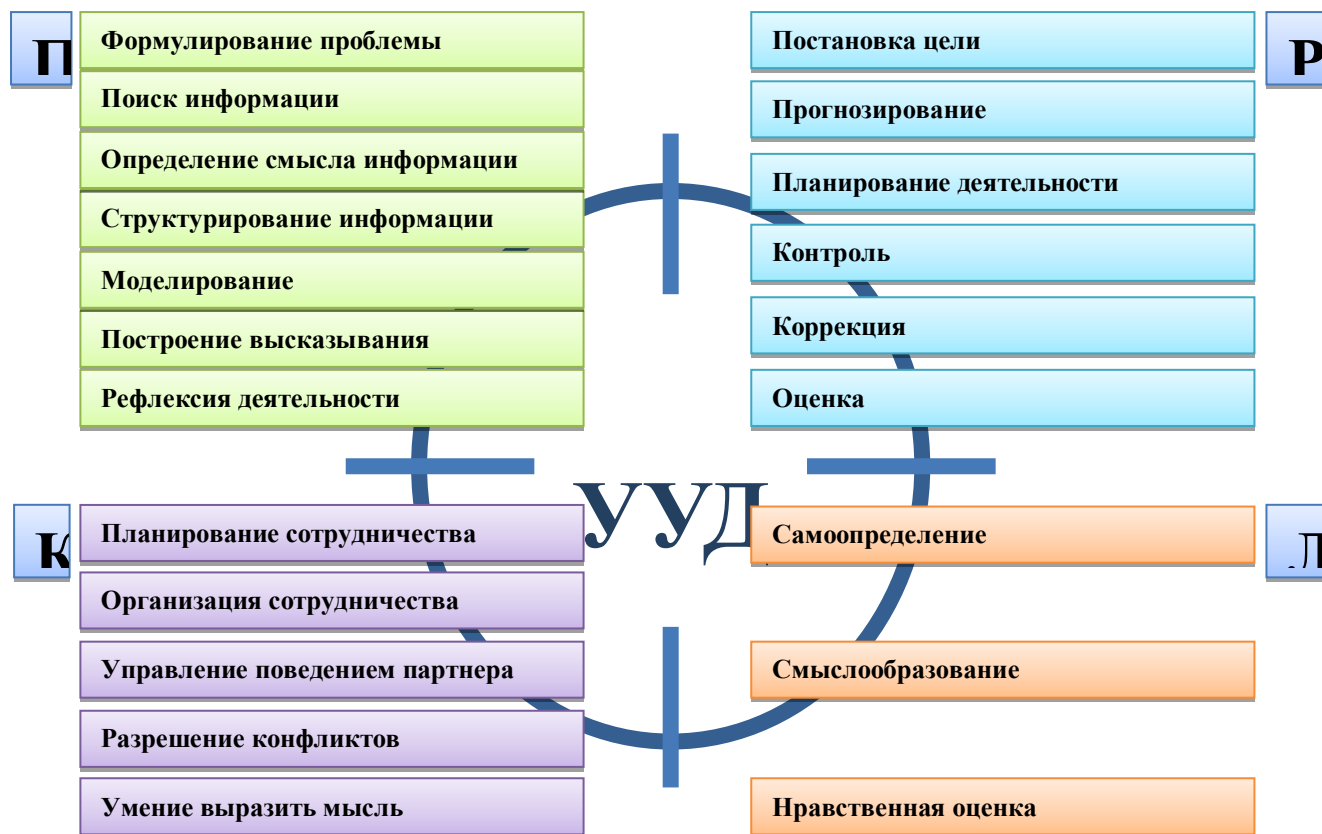 П
Формулирование проблемы
Поиск информации
Определение смысла информации
Структурирование информации
Моделирование
Построение высказывания
Рефлексия деятельности
Р
Постановка цели
Прогнозирование
Планирование деятельности
Контроль
Коррекция
Оценка
УУД
К
Планирование сотрудничества
Организация сотрудничества
Управление поведением партнера
Разрешение конфликтов
Умение выразить мысль
Л
Самоопределение
Смыслообразование
Нравственная оценка